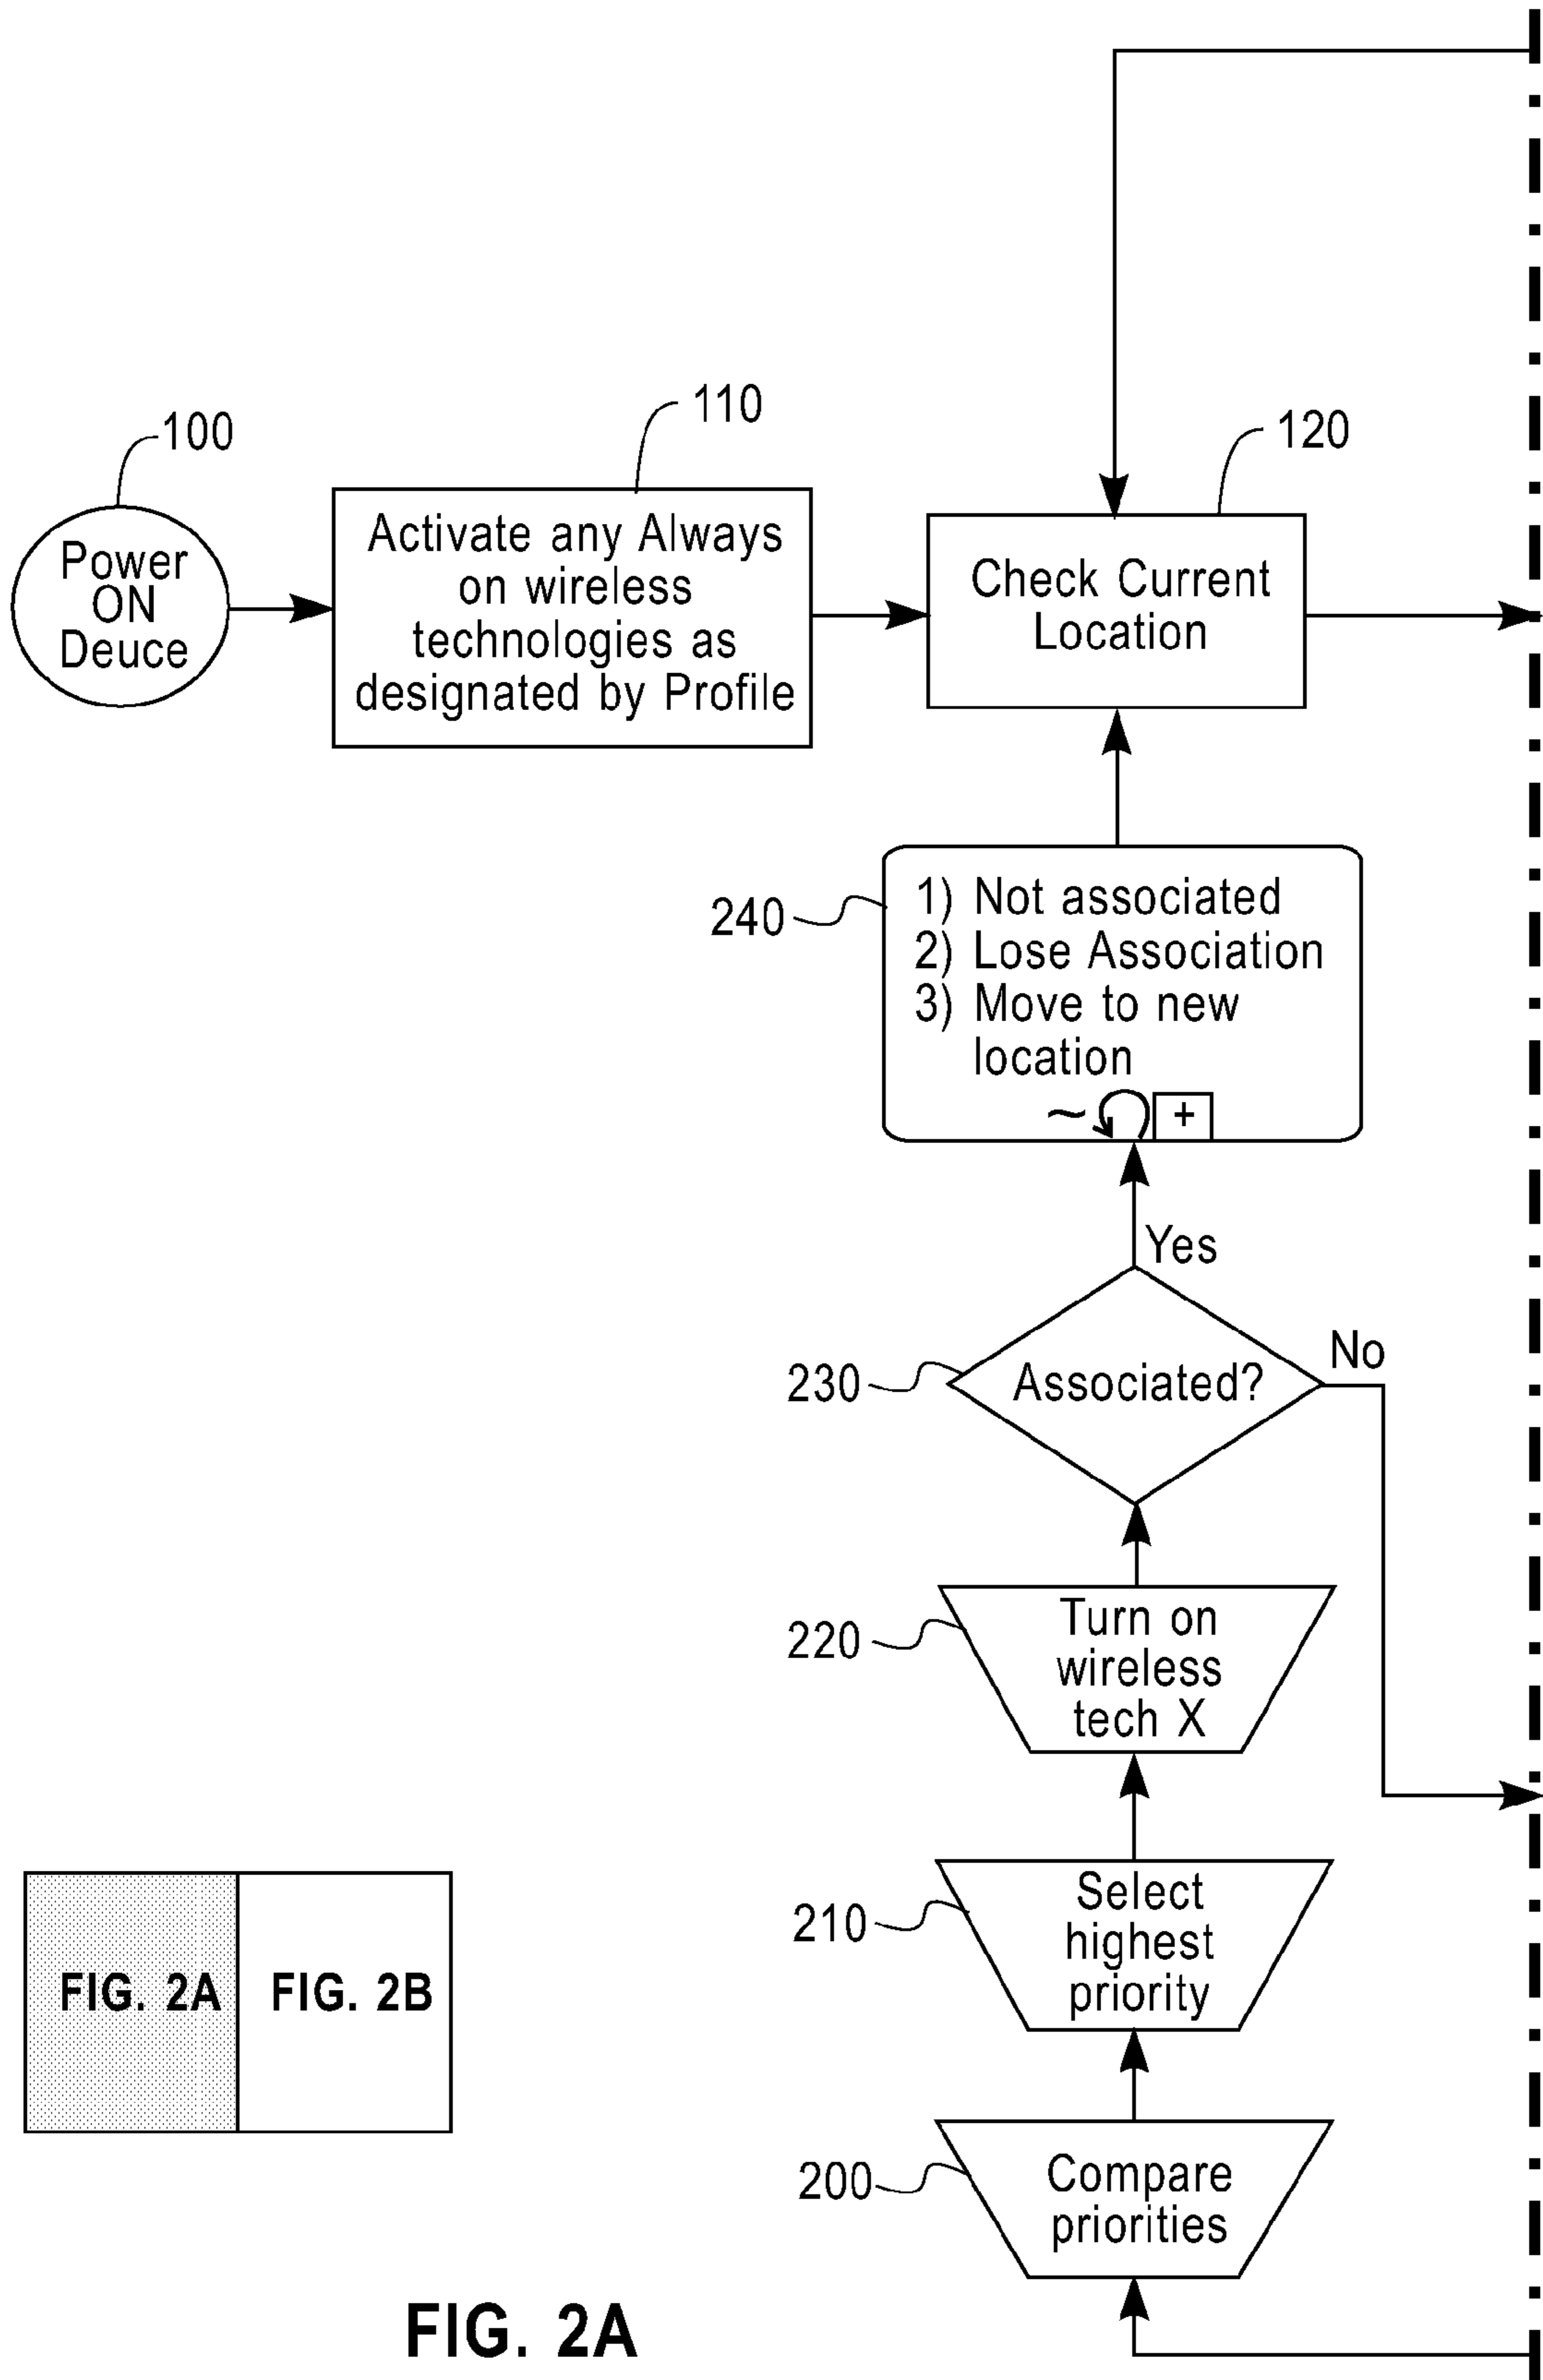 100
110
120
Power
ON
Deuce
Activate any Always
on wireless
technologies as
designated by Profile
Check Current
Location
240
1) Not associated
2) Lose Association
3) Move to new
location
~
+
Yes
No
230
Associated?
220
Turn on
wireless
tech X
210
Select
highest
priority
FIG. 2A
FIG. 2B
200
Compare
priorities
FIG. 2A